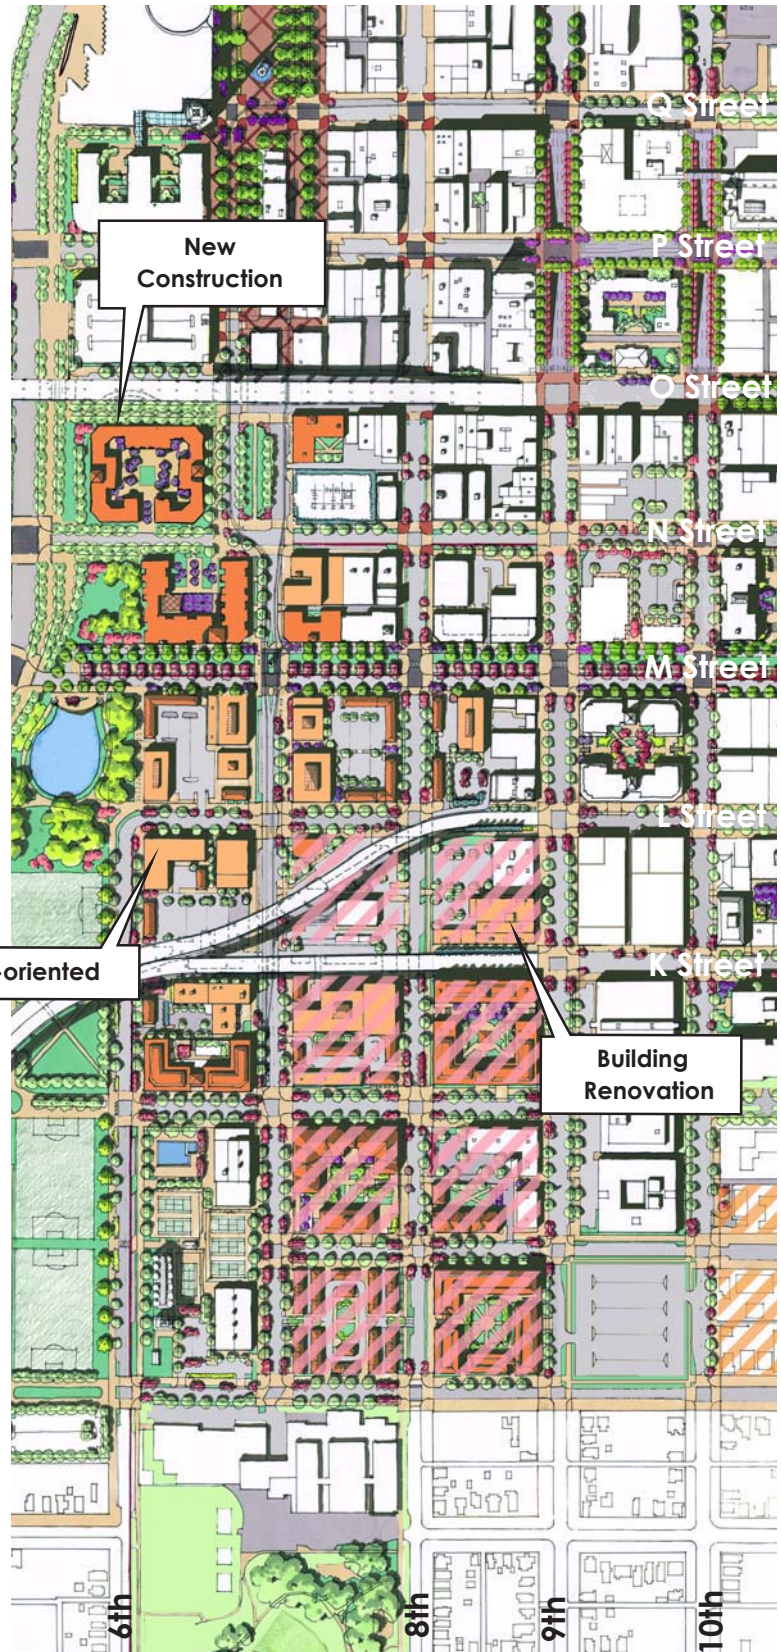 Q Street
New
Construction
P Street
O Street
N Street
M Street
L Street
-oriented
K Street
Building
Renovation
6th
8th
9th
10th